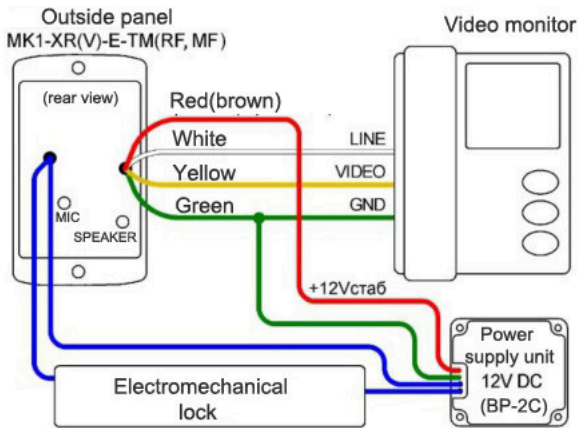 Outside panel
MK1-XR(V)-E-TM(RF, MF)
Video monitor
(rear view)
Red(brown)
White
LINE
Yellow
VIDEO
Green
GND
MIC
SPEAKER
+12Vстаб
Electromechanical
lock
Power
supply unit
12V DC
(BP-2C)